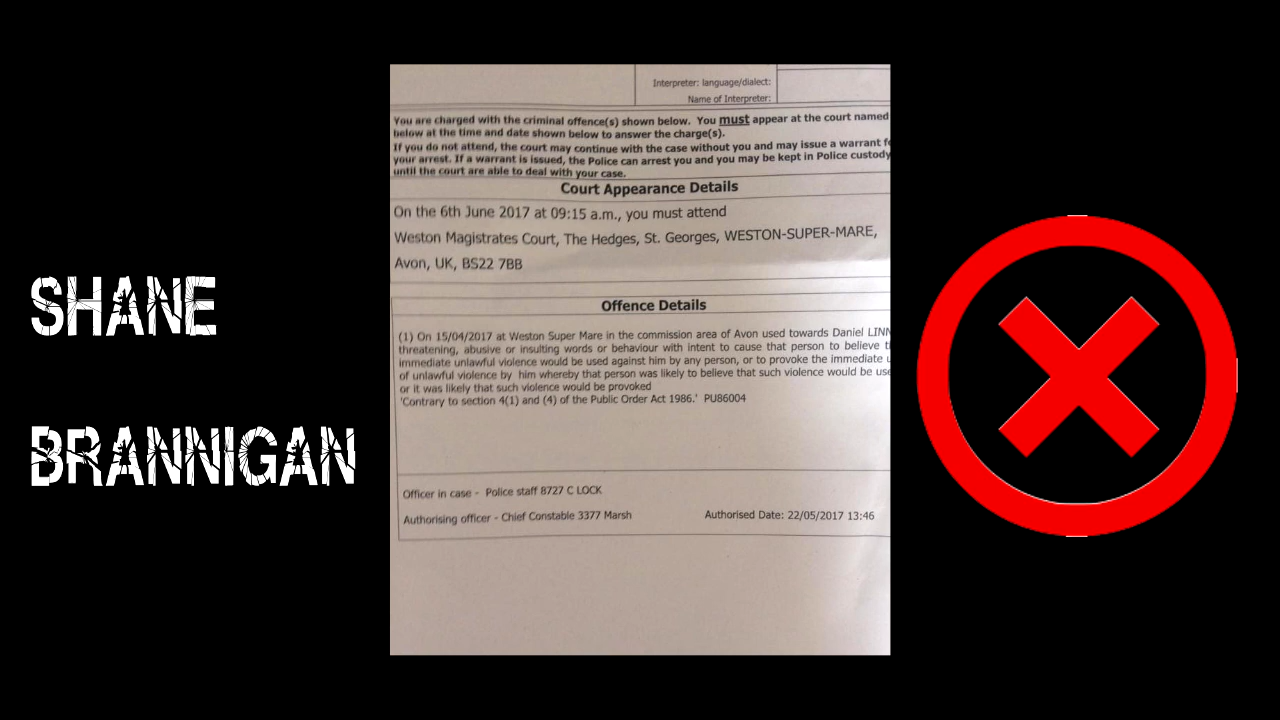 SHANE
BRANNIGAN
Interpreter: language/dialect:
Name of Interpreter:
You are charged with the criminal offence(s) shown below. You must appear at the court named
below at the time and date shown below to answer the charge(s).
If you do not attend, the court may continue with the case without you and may issue a warrant
your arrest. If a warrant is issued, the Police can arrest you and you may be kept in Police custody
until the court are able to deal with your case.
Court Appearance Details
On the 6th June 2017 at 09:15 a.m., you must attend
Weston Magistrates Court, The Hedges, St. Georges, WESTON-SUPER-MARE,
Avon, UK, BS22 7BB
Offence Details
(1) On 15/04/2017 at Weston Super Mare in the commission area of Avon used towards Daniel
threatening, abusive or insulting words or behaviour with intent to cause that person to believe
immediate unlawful violence would be used against him by any person, or to provoke the immediate
of unlawful violence by him whereby that person was likely to believe that such violence would be
or it was likely that such violence would be provoked
'Contrary to section 4(1) and (4) of the Public Order Act 1986.' PU86004
Officer in case - Police staff 8727 C LOCK
Authorising officer - Chief Constable 3377 Marsh Authorised Date: 22/05/2017 13:46